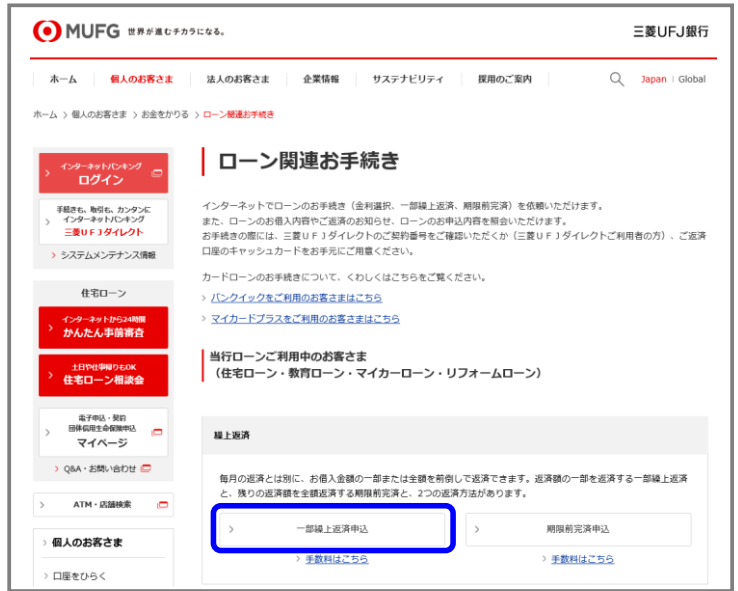 MUFG 世界が進むチカラになる。
三菱UFJ銀行
ホーム 個人のお客さま 法人のお客さま 企業情報 サステナビリティ 採用のご案内 Japan Global
ホーム > 個人のお客さま > お金をかりる > ローン関連お手続き
インターネットバンキング
ログイン
手続きも、取引も、カンタンに
インターネットバンキング
三菱UFJダイレクト
> システムメンテナンス情報
住宅ローン
インターネットから24時間
かんたん事前審査
土日や仕事帰りもOK
住宅ローン相談会
電子申込・契約
団体信用生命保険申込
マイページ
> Q&A・お問い合わせ
> ATM・店舗検索
> 個人のお客さま
> 口座をひらく
ローン関連お手続き
インターネットでローンのお手続き（金利選択、一部繰上返済、期限前完済）を依頼いただけます。
また、ローンのお借入内容やご返済のお知らせ、ローンのお申込内容を照会いただけます。
お手続きの際には、三菱ＵＦＪダイレクトのご契約番号をご確認いただくか（三菱ＵＦＪダイレクトご利用者の方）、ご返済
口座のキャッシュカードをお手元にご用意ください。
カードローンのお手続きについて、くわしくはこちらをご覧ください。
> バンクイックをご利用のお客さまはこちら
> マイカードプラスをご利用のお客さまはこちら
当行ローンご利用中のお客さま
（住宅ローン・教育ローン・マイカーローン・リフォームローン）
繰上返済
毎月の返済とは別に、お借入金額の一部または全額を前倒しで返済できます。返済額の一部を返済する一部繰上返済
と、残りの返済額を全額返済する期限前完済と、2つの返済方法があります。
> 一部繰上返済申込
> 期限前完済申込
> 手数料はこちら
> 手数料はこちら